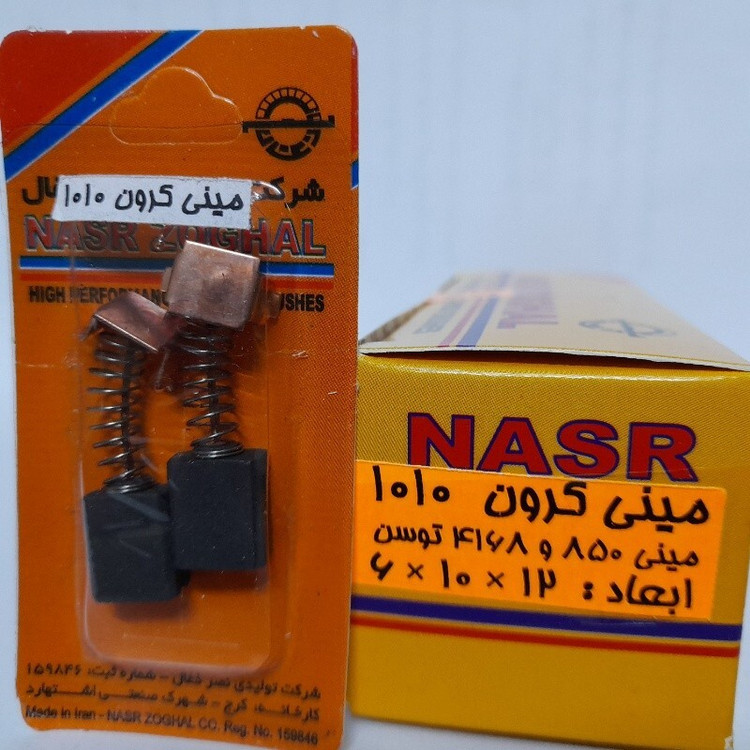 شرکت
مینی کرون ۱۰۱۰
NASR ZOGHAL
HIGH PERFORMANC
USHES
شرکت تولیدی نصر ذغال - شماره ثبت: ۱۵۹۸۴۶
کارخانه: کرج - شهرک صنعتی اشتهارد
Made in Iran - NASR ZOGHAL CO. Reg. No. 159846
NASR
مینی کرون ۱۰۱۰
مینی ۸۵۰ و ۴۱۶۸ توسن
ابعاد: ۱۲ × ۱۰ × ۶